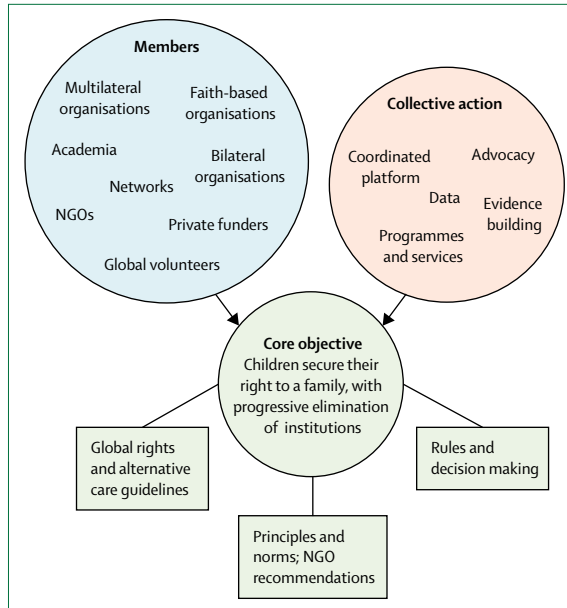 Members
Multilateral
organisations
Faith-based
organisations
Academia
Bilateral
organisations
Networks
NGOs
Private funders
Global volunteers
Collective action
Coordinated
platform
Advocacy
Data
Evidence
building
Programmes
and services
Core objective
Children secure their
right to a family, with
progressive elimination
of institutions
Global rights
and alternative
care guidelines
Principles and
norms; NGO
recommendations
Rules and
decision making